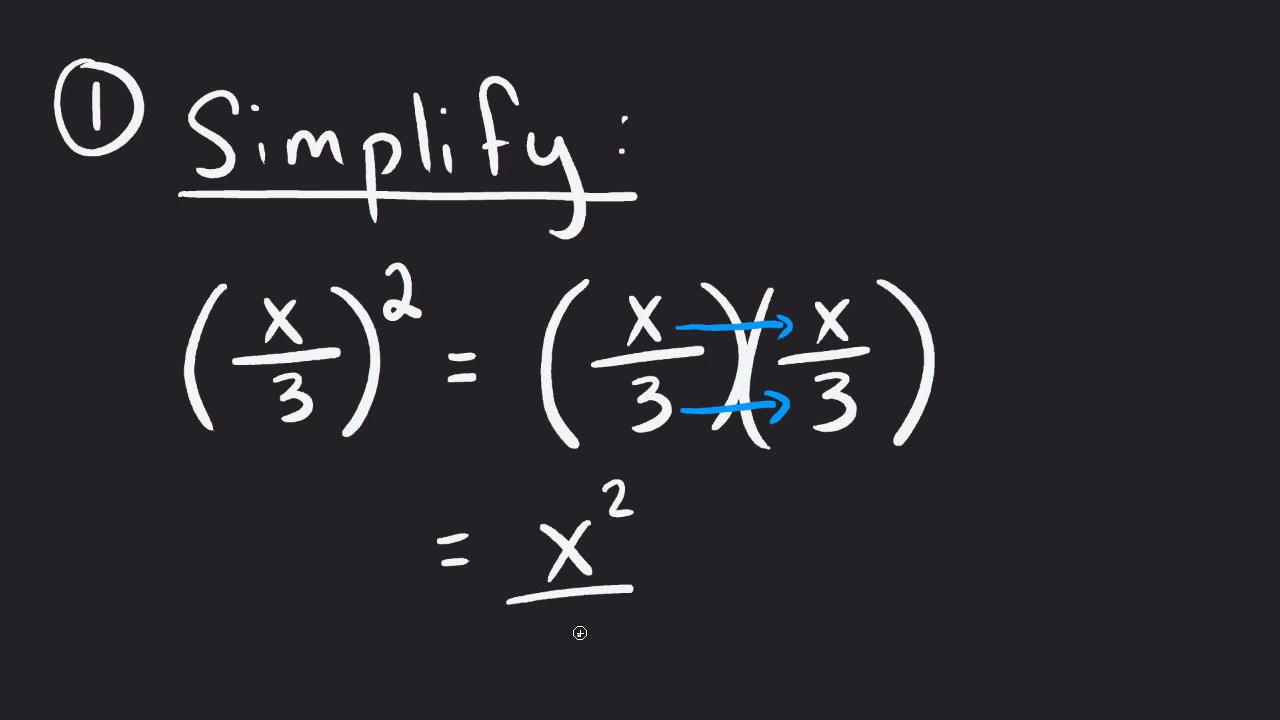 ① Simplify:
(x/3)² = (x/3)(x/3)
= x²/